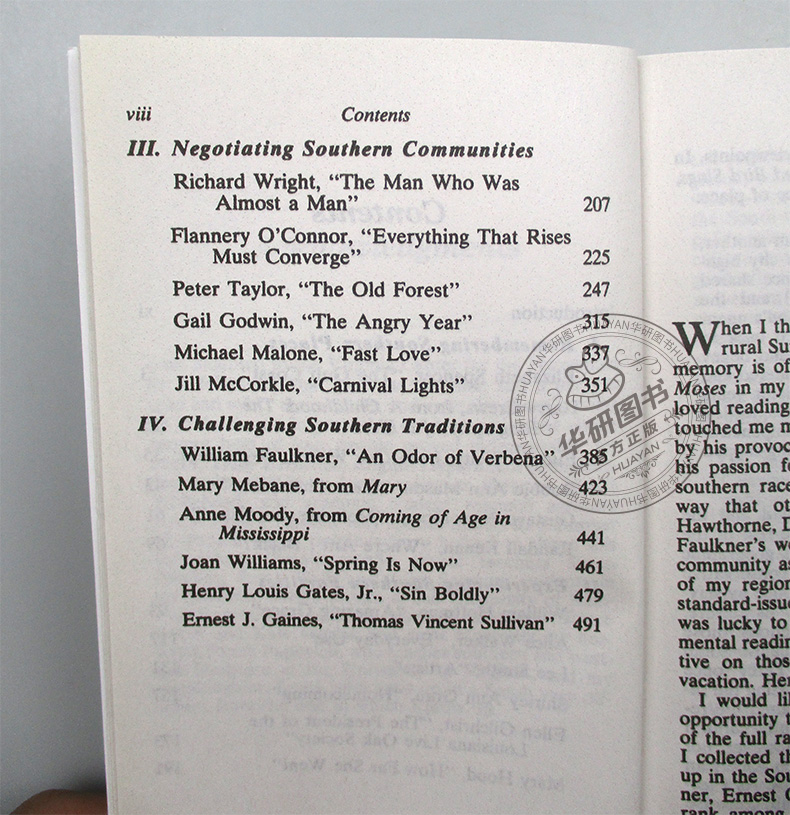 viii Contents
III. Negotiating Southern Communities
Richard Wright, “The Man Who Was
Almost a Man” 207
Flannery O’Connor, “Everything That Rises
Must Converge” 225
Peter Taylor, “The Old Forest” 247
Gail Godwin, “The Angry Year” 315
Michael Malone, “Fast Love” 337
Jill McCorkle, “Carnival Lights” 351
IV. Challenging Southern Traditions
William Faulkner, “An Odor of Verbena” 385
Mary Mebane, from Mary 423
Anne Moody, from Coming of Age in
Mississippi 441
Joan Williams, “Spring Is Now” 461
Henry Louis Gates, Jr., “Sin Boldly” 479
Ernest J. Gaines, “Thomas Vincent Sullivan” 491
When I th
rural Su
memory is of
Moses in my
loved reading
touched me m
by his provoc
his passion fo
southern race
way that ot
Hawthorne, D
Faulkner’s wo
community as
of my region
standard-issue
was lucky to
mental readin
tive on thos
vacation. Her
I would lik
opportunity t
of the full ra
I collected th
up in the Sou
ner, Ernest G
rank among
华研图书
官方正版
HUAYAN